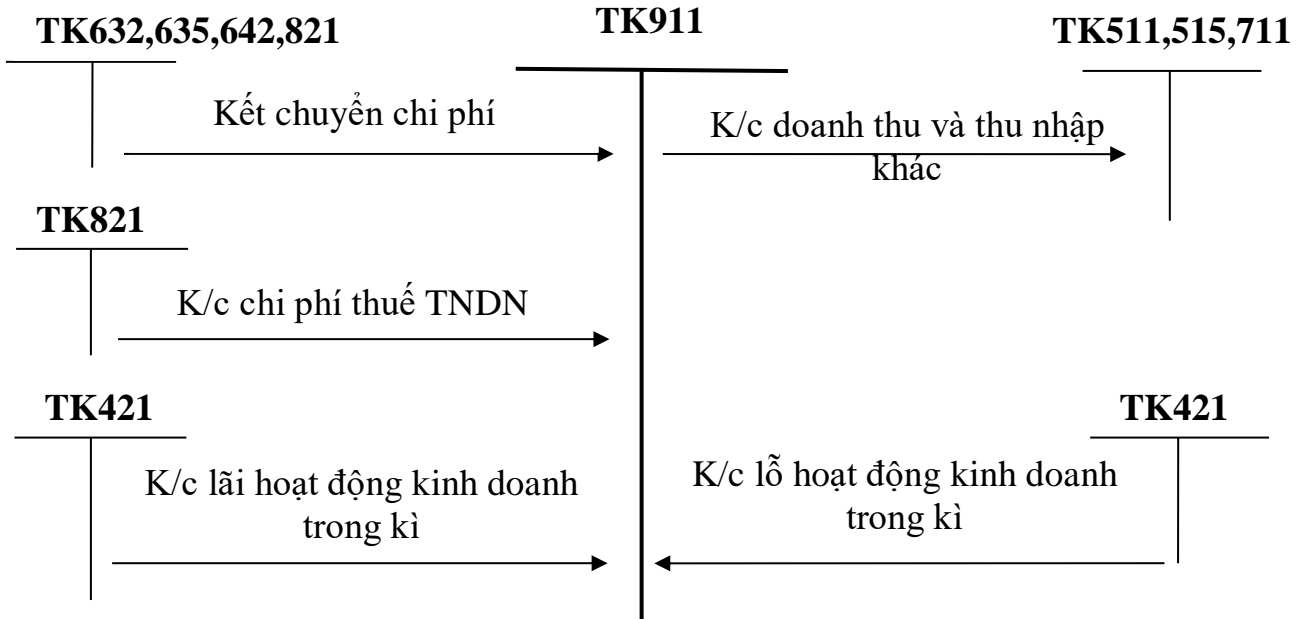 TK632,635,642,821
TK911
TK511,515,711
Kết chuyển chi phí
K/c doanh thu và thu nhập
khác
TK821
K/c chi phí thuế TNDN
TK421
TK421
K/c lãi hoạt động kinh doanh
trong kì
K/c lỗ hoạt động kinh doanh
trong kì